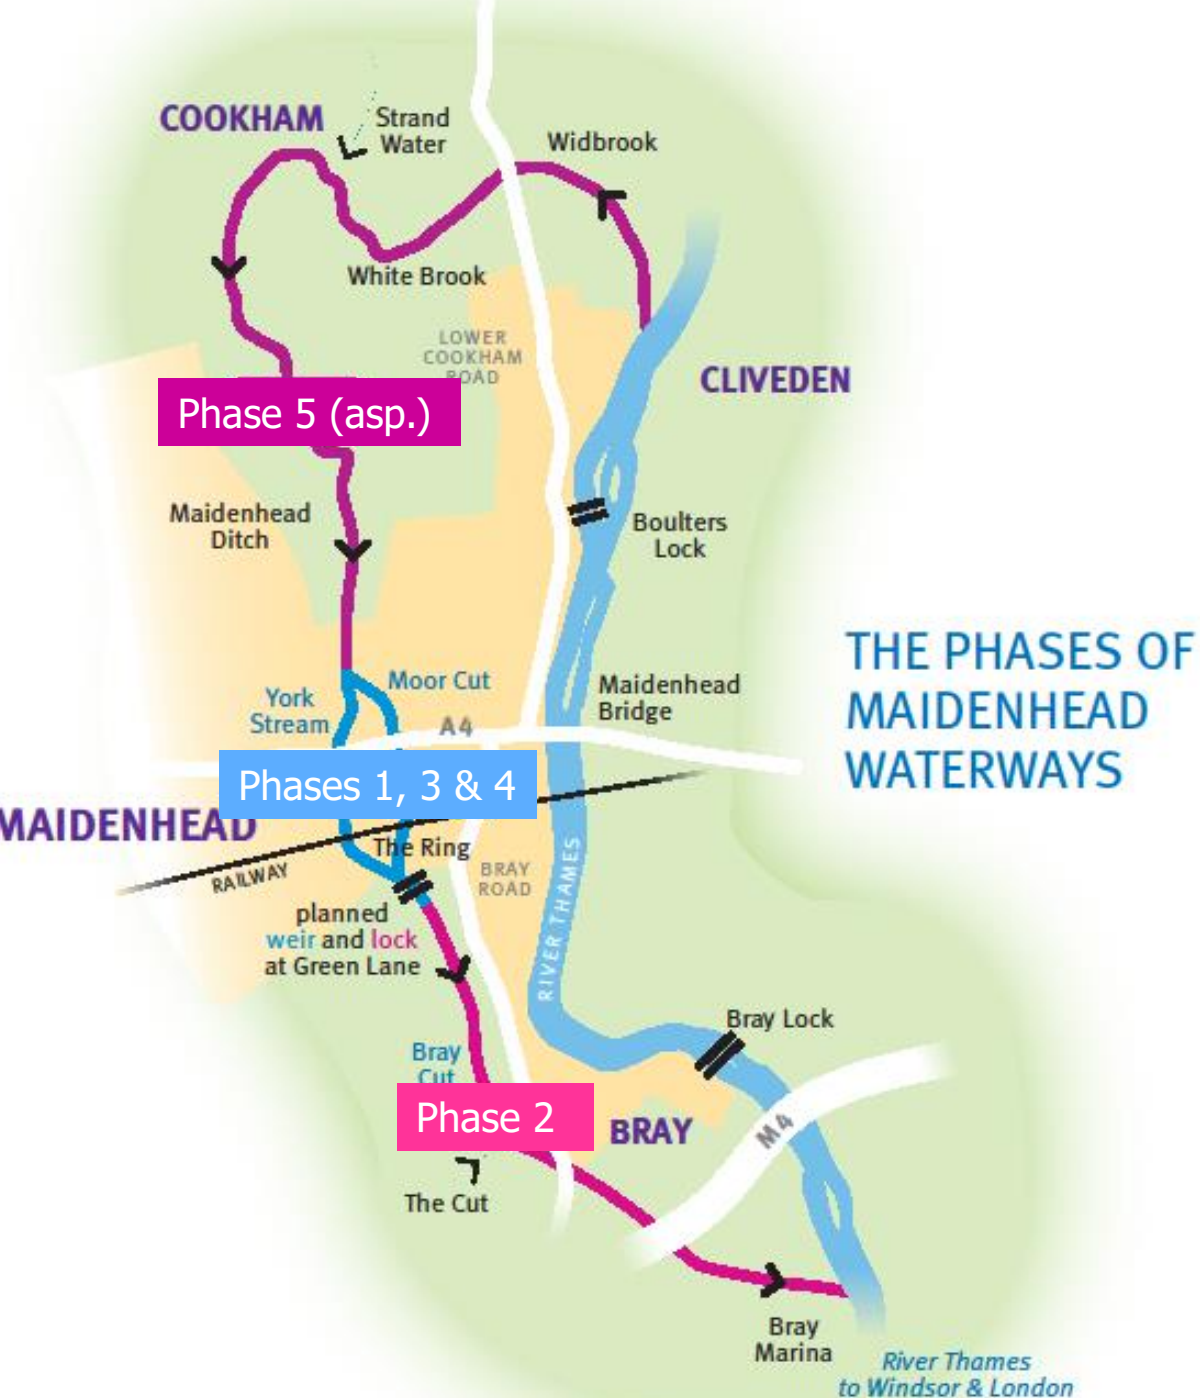 COOKHAM
Strand
Water
Widbrook
White Brook
LOWER
COOKHAM
ROAD
CLIVEDEN
Phase 5 (asp.)
Maidenhead
Ditch
Boulters
Lock
THE PHASES OF
MAIDENHEAD
WATERWAYS
Moor Cut
York
Stream
Maidenhead
Bridge
A4
Phases 1, 3 & 4
MAIDENHEAD
The Ring
RAILWAY
BRAY
ROAD
RIVER THAMES
planned
weir and lock
at Green Lane
Bray Lock
Bray
Cut
Phase 2
BRAY
M4
The Cut
Bray
Marina
River Thames
to Windsor & London